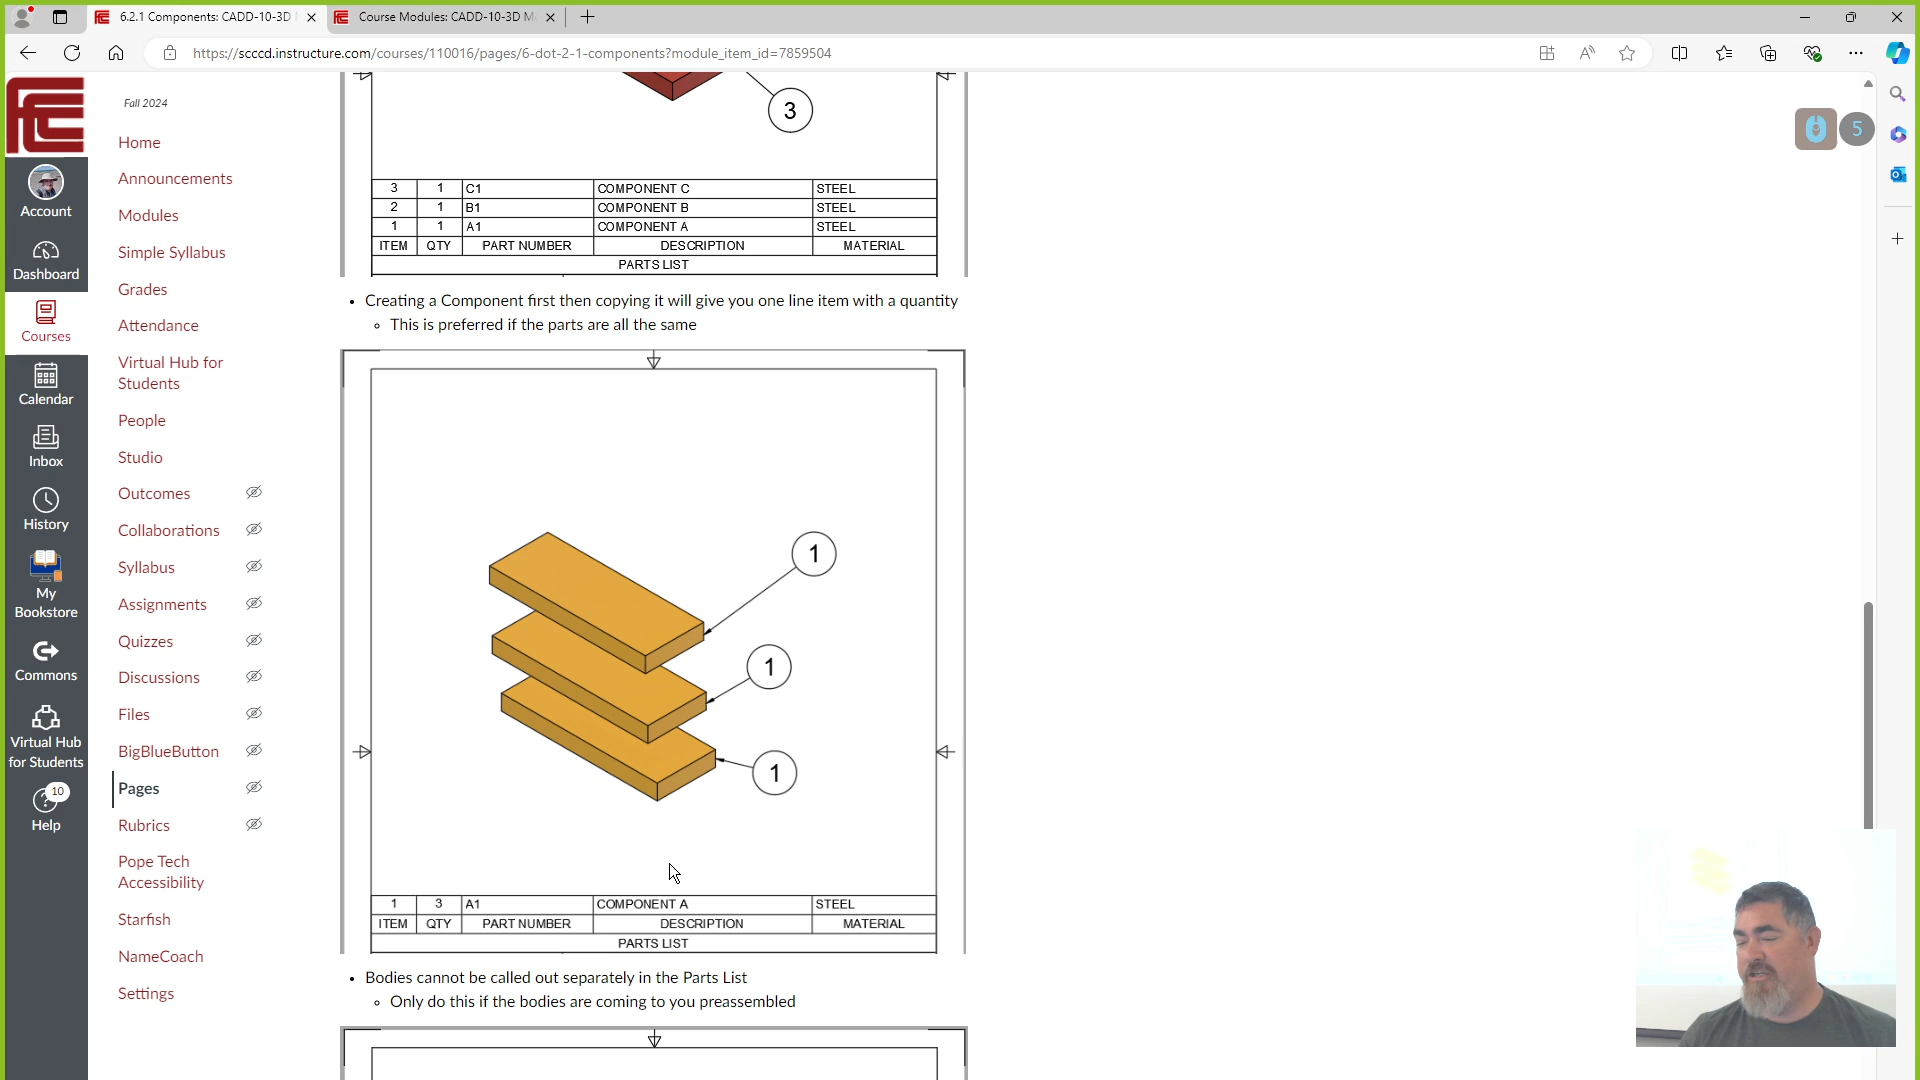 6.2.1 Components: CADD-10-3D
Course Modules: CADD-10-3D M
https://scccd.instructure.com/courses/110016/pages/6-dot-2-1-components?module_item_id=7859504
Account
Dashboard
Courses
Calendar
Inbox
History
My
Bookstore
Commons
Virtual Hub
for Students
10
Help
Fall 2024
Home
Announcements
Modules
Simple Syllabus
Grades
Attendance
Virtual Hub for
Students
People
Studio
Outcomes
Collaborations
Syllabus
Assignments
Quizzes
Discussions
Files
BigBlueButton
Pages
Rubrics
Pope Tech
Accessibility
Starfish
NameCoach
Settings
3
3 1 C1 COMPONENT C STEEL
2 1 B1 COMPONENT B STEEL
1 1 A1 COMPONENT A STEEL
ITEM QTY PART NUMBER DESCRIPTION MATERIAL
PARTS LIST
• Creating a Component first then copying it will give you one line item with a quantity
◦ This is preferred if the parts are all the same
1
1
1
1 3 A1 COMPONENT A STEEL
ITEM QTY PART NUMBER DESCRIPTION MATERIAL
PARTS LIST
• Bodies cannot be called out separately in the Parts List
◦ Only do this if the bodies are coming to you preassembled
5